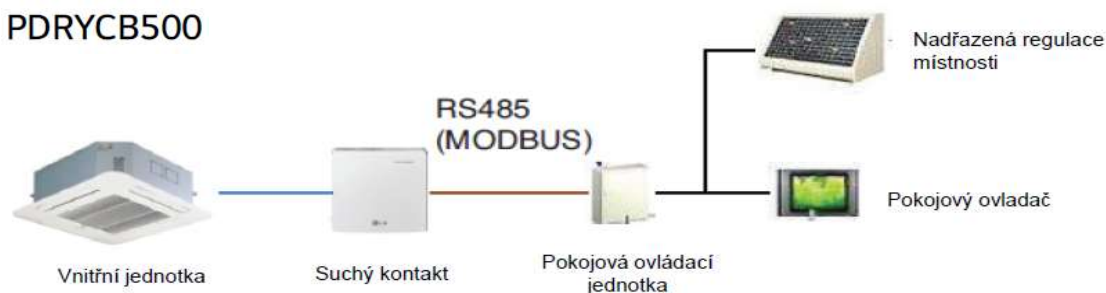 PDRYCB500
Nadřazená regulace
místnosti
RS485
(MODBUS)
Pokojový ovladač
Vnitřní jednotka
Suchý kontakt
Pokojová ovládací
jednotka